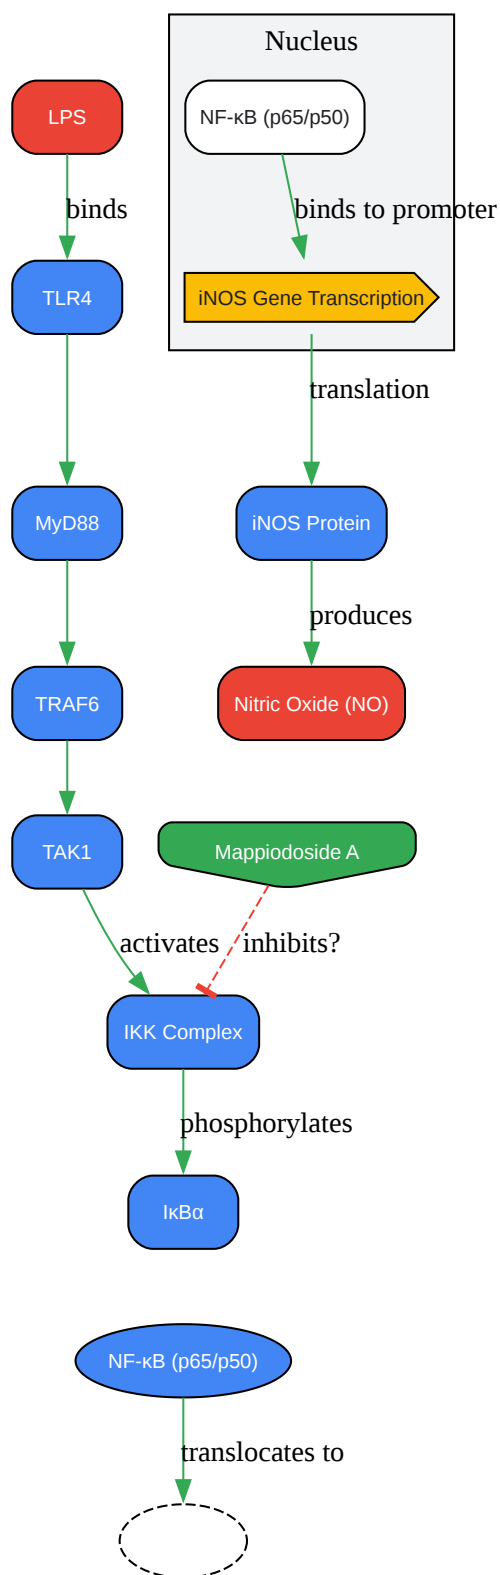 Nucleus
LPS
NF-κB (p65/p50)
binds
binds to promoter
TLR4
iNOS Gene Transcription
translation
MyD88
iNOS Protein
produces
TRAF6
Nitric Oxide (NO)
TAK1
Mappiodoside A
activates
inhibits?
IKK Complex
phosphorylates
IκBα
NF-κB (p65/p50)
translocates to